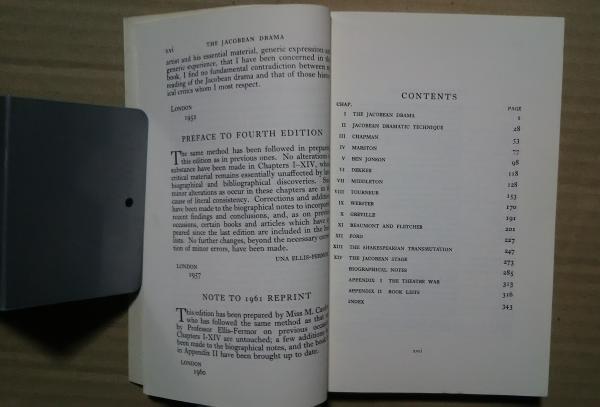 xvi THE JACOBEAN DRAMA
artist and his essential material, generic expression and
generic experience, that I have been concerned in the
book, I find no fundamental contradiction between
reading of the Jacobean drama and that of those
ical critics whom I most respect.
LONDON
1951
PREFACE TO FOURTH EDITION
The same method has been followed in
this edition as in previous ones. No alterations
substance have been made in Chapters I–XIV,
critical material remains essentially unaffected by
biographical and bibliographical discoveries.
minor alterations as occur in these chapters are in
cause of literal consistency. Corrections and
have been made to the biographical notes to
recent findings and conclusions, and, as on
occasions, certain books and articles which have
peared since the last edition are included in the
lists. No further changes, beyond the necessary
of minor errors, have been made.
UNA ELLIS-FERMOR
LONDON
1957
NOTE TO 1961 REPRINT
This edition has been prepared by Miss M.
who has followed the same method as that
by Professor Ellis-Fermor on previous
Chapters I–XIV are untouched; a few additions
been made to the biographical notes, and the
in Appendix II have been brought up to date.
LONDON
1960
CONTENTS
CHAP. PAGE
I THE JACOBEAN DRAMA 1
II JACOBEAN DRAMATIC TECHNIQUE 28
III CHAPMAN 53
IV MARSTON 77
V BEN JONSON 98
VI DEKKER 118
VII MIDDLETON 128
VIII TOURNEUR 153
IX WEBSTER 170
X GREVILLE 191
XI BEAUMONT AND FLETCHER 201
XII FORD 227
XIII THE SHAKESPEARIAN TRANSMUTATION 247
XIV THE JACOBEAN STAGE 273
BIOGRAPHICAL NOTES 285
APPENDIX I THE THEATRE WAR 313
APPENDIX II BOOK LISTS 316
INDEX 343
xvii